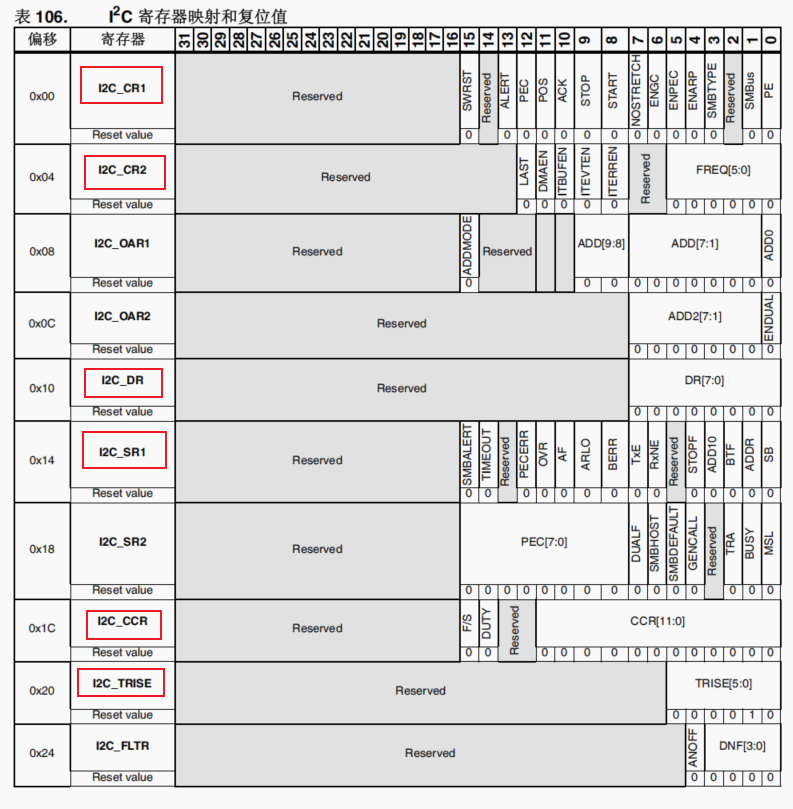 表 106. I2C 寄存器映射和复位值
偏移 寄存器 31 30 29 28 27 26 25 24 23 22 21 20 19 18 17 16 15 14 13 12 11 10 9 8 7 6 5 4 3 2 1 0
0x00 I2C_CR1 Reserved SWRST Reserved ALERT PEC POS ACK STOP START NOSTRETCH ENGC ENPEC ENARP SMBTYPE Reserved SMBus PE
Reset value 0 0 0 0 0 0 0 0 0 0 0 0 0 0
0x04 I2C_CR2 Reserved LAST DMAEN ITBUFEN ITEVTEN ITERREN Reserved FREQ[5:0]
Reset value 0 0 0 0 0 0 0 0 0 0 0
0x08 I2C_OAR1 Reserved ADDMODE Reserved ADD[9:8] ADD[7:1] ADD0
Reset value 0 0 0 0 0 0 0 0 0 0 0
0x0C I2C_OAR2 Reserved ADD2[7:1] ENDUAL
Reset value 0 0 0 0 0 0 0 0
0x10 I2C_DR Reserved DR[7:0]
Reset value 0 0 0 0 0 0 0 0
0x14 I2C_SR1 Reserved SMBALERT TIMEOUT Reserved PECERR OVR AF ARLO BERR TxE RxNE Reserved STOPF ADD10 BTF ADDR SB
Reset value 0 0 0 0 0 0 0 0 0 0 0 0 0 0
0x18 I2C_SR2 Reserved PEC[7:0] DUALF SMBHOST SMBDEFAULT GENCALL Reserved TRA BUSY MSL
Reset value 0 0 0 0 0 0 0 0 0 0 0 0 0 0 0
0x1C I2C_CCR Reserved F/S DUTY Reserved CCR[11:0]
Reset value 0 0 0 0 0 0 0 0 0 0 0 0 0 0
0x20 I2C_TRISE Reserved TRISE[5:0]
Reset value 0 0 0 0 1 0
0x24 I2C_FLTR Reserved ANOFF DNF[3:0]
Reset value 0 0 0 0 0